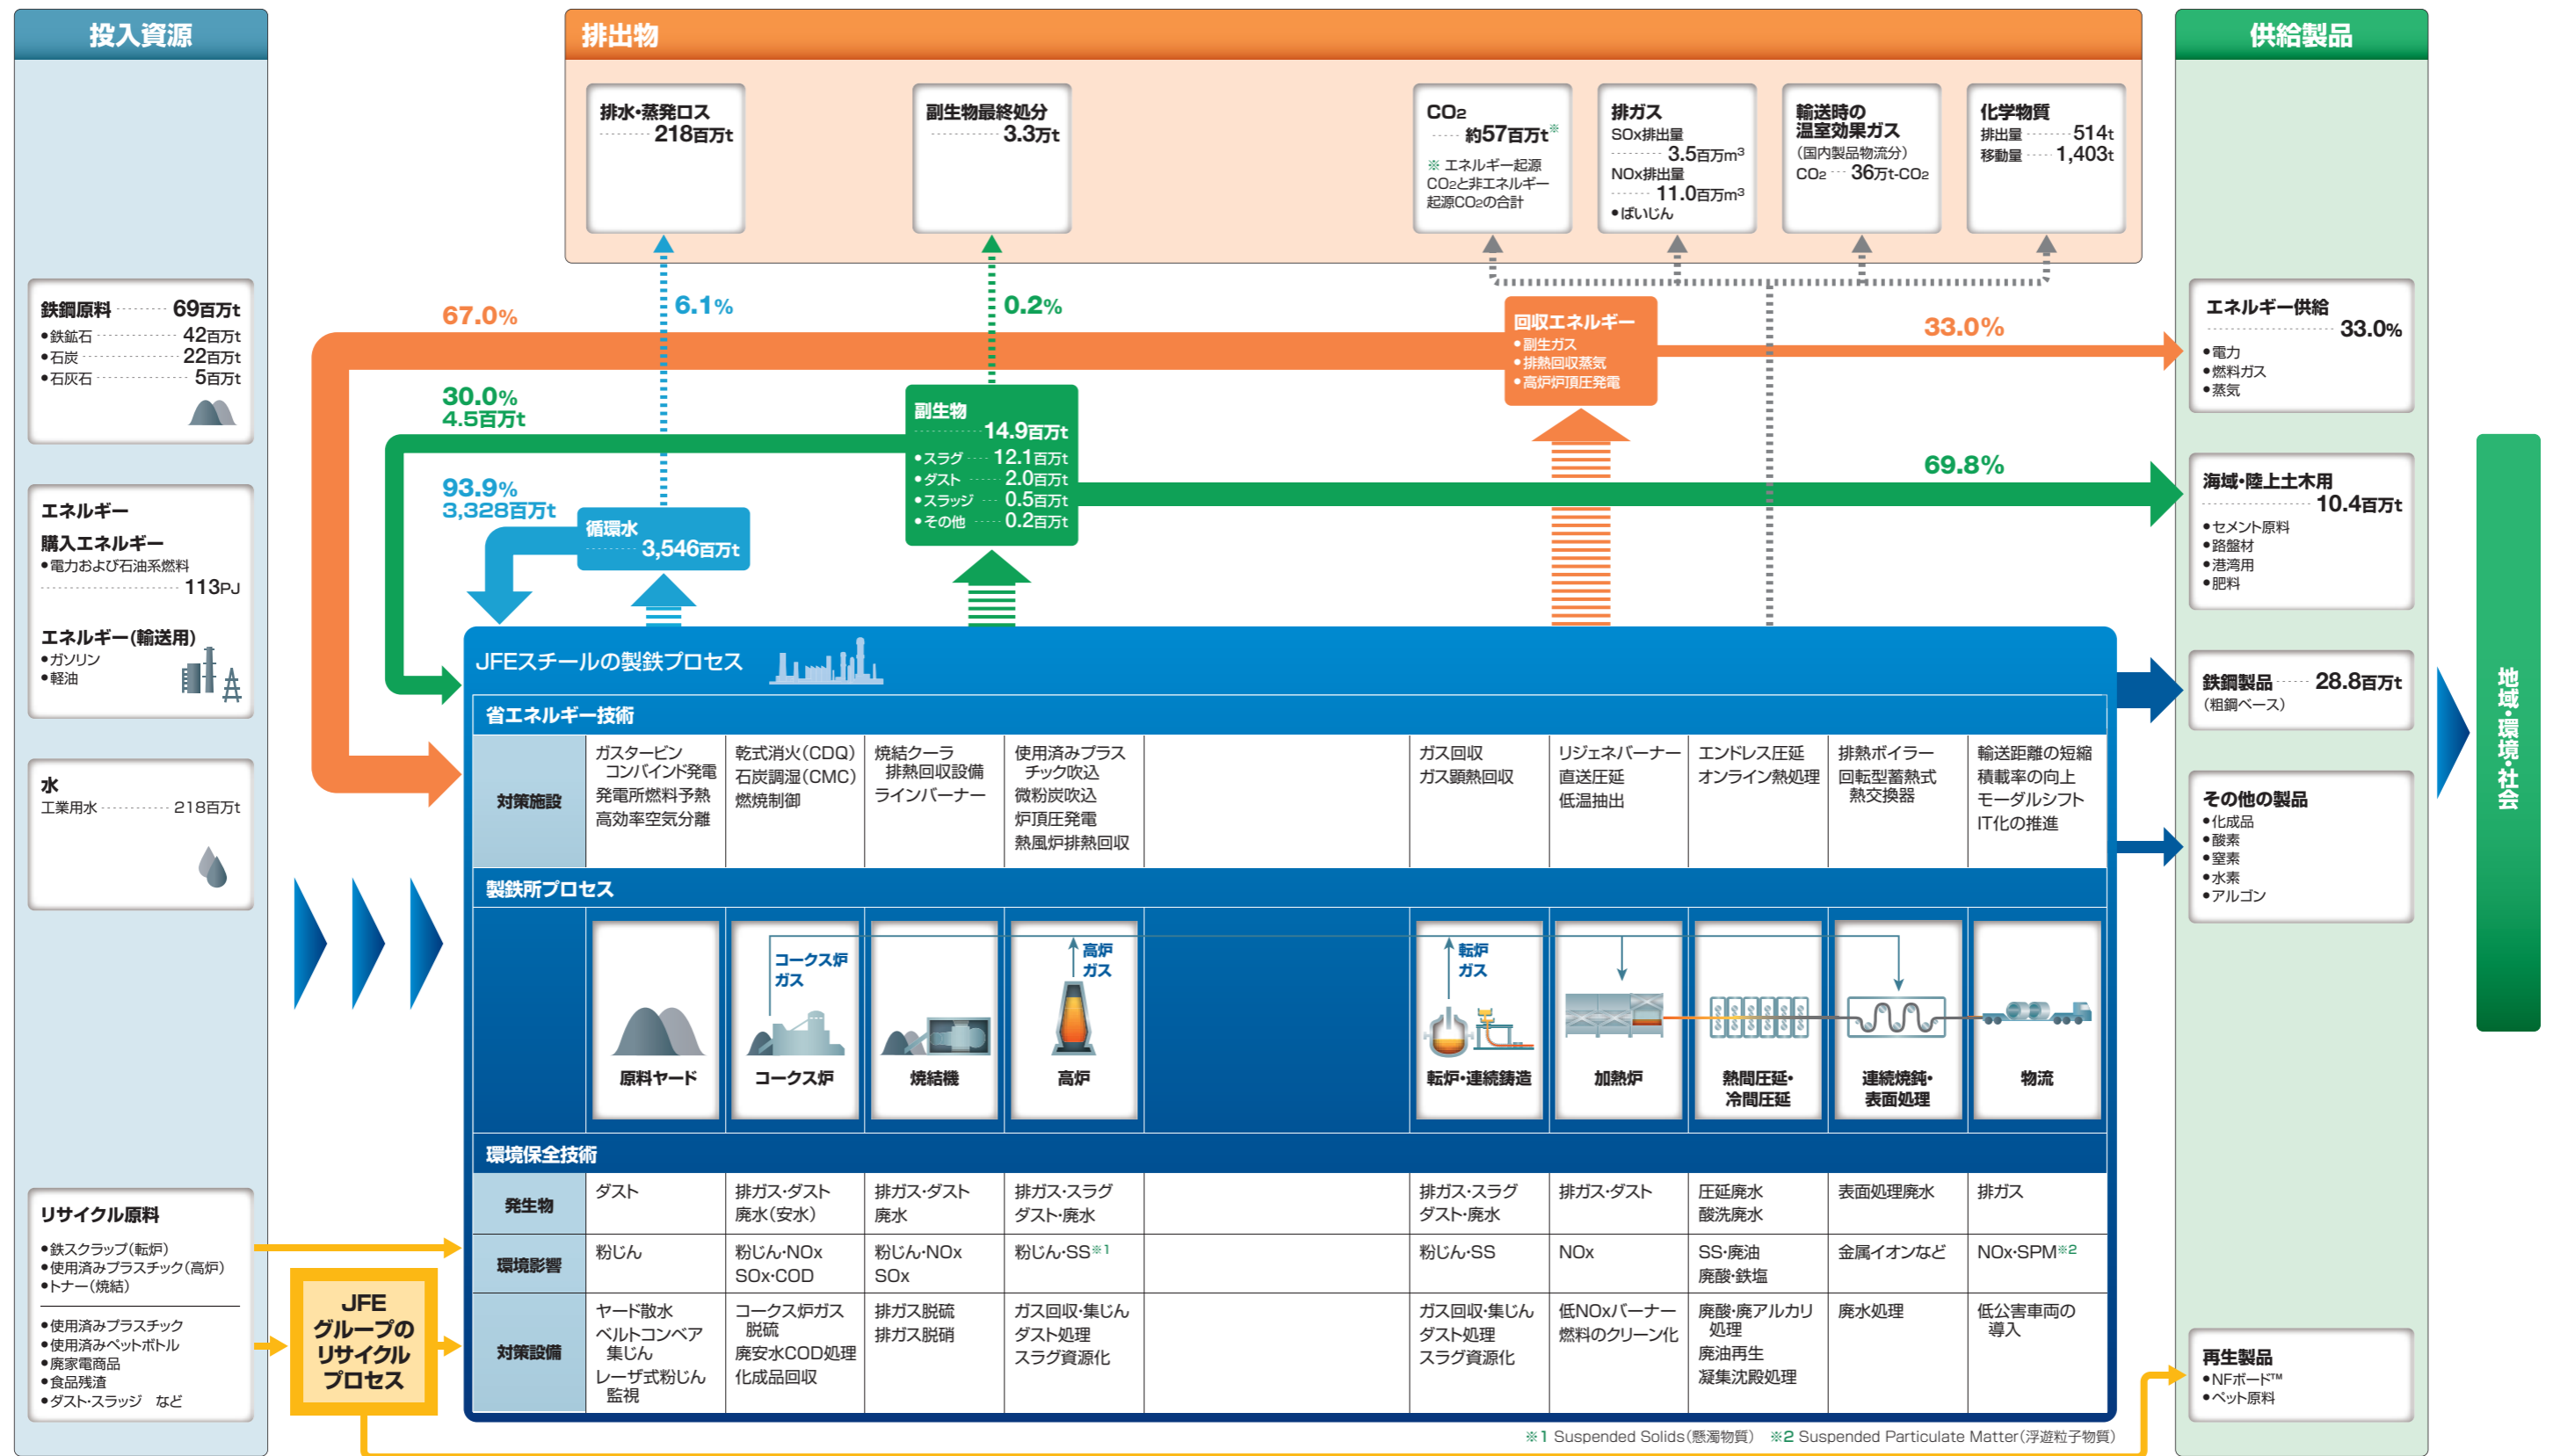 投入資源
鉄鋼原料 69百万t
●鉄鉱石 42百万t
●石炭 22百万t
●石灰石 5百万t
エネルギー
購入エネルギー
●電力および石油系燃料
113PJ
エネルギー(輸送用)
●ガソリン
●軽油
水
工業用水 218百万t
リサイクル原料
●鉄スクラップ(転炉)
●使用済みプラスチック(高炉)
●トナー(焼結)
●使用済みプラスチック
●使用済みペットボトル
●廃家電商品
●食品残渣
●ダスト・スラッジ など
JFE
グループの
リサイクル
プロセス
排出物
排水・蒸発ロス
218百万t
副生物最終処分
3.3万t
CO2
約57百万t※
※ エネルギー起源
CO2と非エネルギー
起源CO2の合計
排ガス
SOx排出量
3.5百万m3
NOx排出量
11.0百万m3
●ばいじん
輸送時の
温室効果ガス
(国内製品物流分)
CO2 36万t-CO2
化学物質
排出量 514t
移動量 1,403t
67.0%
6.1%
0.2%
回収エネルギー
●副生ガス
●排熱回収蒸気
●高炉炉頂圧発電
33.0%
30.0%
4.5百万t
副生物
14.9百万t
●スラグ 12.1百万t
●ダスト 2.0百万t
●スラッジ 0.5百万t
●その他 0.2百万t
69.8%
93.9%
3,328百万t
循環水
3,546百万t
JFEスチールの製鉄プロセス
省エネルギー技術
対策施設
ガスタービン
コンバインド発電
発電所燃料予熱
高効率空気分離
乾式消火(CDQ)
石炭調湿(CMC)
燃焼制御
焼結クーラ
排熱回収設備
ラインバーナー
使用済みプラス
チック吹込
微粉炭吹込
炉頂圧発電
熱風炉排熱回収
ガス回収
ガス顕熱回収
リジェネバーナー
直送圧延
低温抽出
エンドレス圧延
オンライン熱処理
排熱ボイラー
回転型蓄熱式
熱交換器
輸送距離の短縮
積載率の向上
モーダルシフト
IT化の推進
製鉄所プロセス
原料ヤード
コークス炉
ガス
コークス炉
焼結機
高炉
ガス
高炉
転炉
ガス
転炉・連続鋳造
加熱炉
熱間圧延・
冷間圧延
連続焼鈍・
表面処理
物流
環境保全技術
発生物
ダスト
排ガス・ダスト
廃水(安水)
排ガス・ダスト
廃水
排ガス・スラグ
ダスト・廃水
排ガス・スラグ
ダスト・廃水
排ガス・ダスト
圧延廃水
酸洗廃水
表面処理廃水
排ガス
環境影響
粉じん
粉じん・NOx
SOx・COD
粉じん・NOx
SOx
粉じん・SS※1
粉じん・SS
NOx
SS・廃油
廃酸・鉄塩
金属イオンなど
NOx・SPM※2
対策設備
ヤード散水
ベルトコンベア
集じん
レーザ式粉じん
監視
コークス炉ガス
脱硫
廃安水COD処理
化成品回収
排ガス脱硫
排ガス脱硝
ガス回収・集じん
ダスト処理
スラグ資源化
ガス回収・集じん
ダスト処理
スラグ資源化
低NOxバーナー
燃料のクリーン化
廃酸・廃アルカリ
処理
廃油再生
凝集沈殿処理
廃水処理
低公害車両の
導入
※1 Suspended Solids(懸濁物質) ※2 Suspended Particulate Matter(浮遊粒子物質)
供給製品
エネルギー供給
33.0%
●電力
●燃料ガス
●蒸気
海域・陸上土木用
10.4百万t
●セメント原料
●路盤材
●港湾用
●肥料
鉄鋼製品 28.8百万t
(粗鋼ベース)
その他の製品
●化成品
●酸素
●窒素
●水素
●アルゴン
再生製品
●NFボード™
●ペット原料
地域・環境・社会